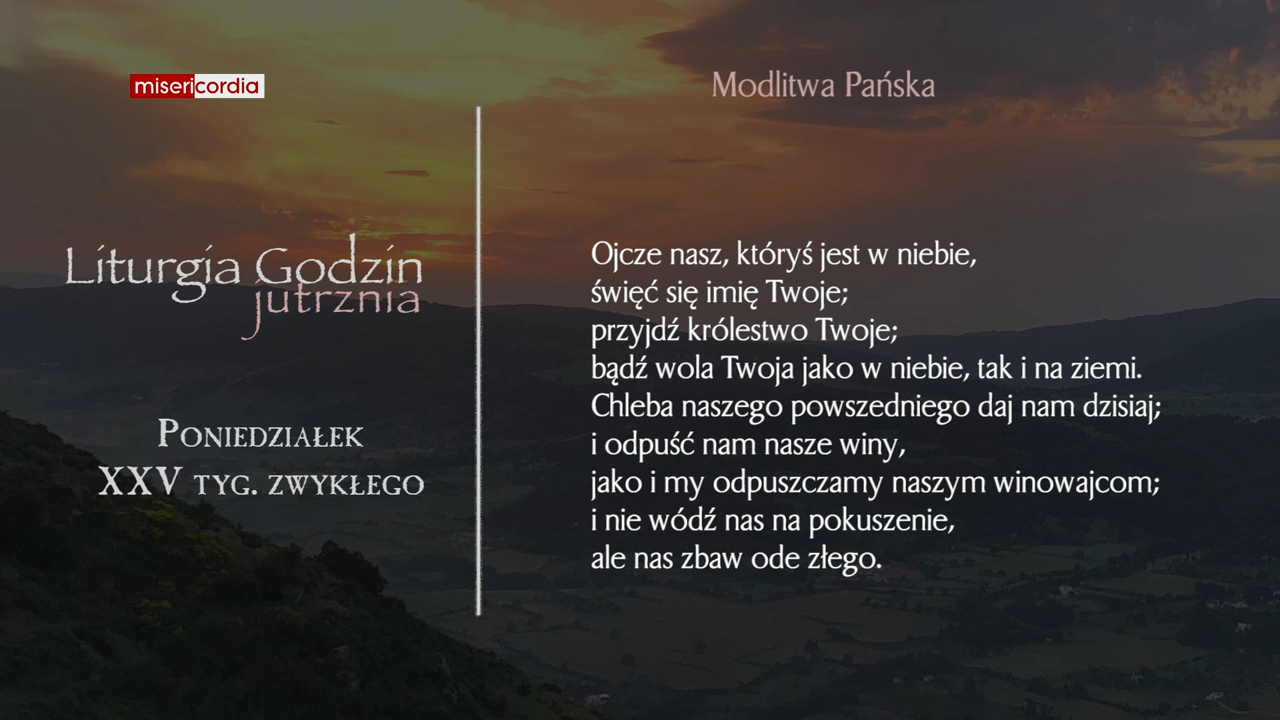 misericordia
Liturgia Godzin
jutrznia
Poniedziałek
XXV tyg. zwykłego
Modlitwa Pańska
Ojcze nasz, któryś jest w niebie,
święć się imię Twoje;
przyjdź królestwo Twoje;
bądź wola Twoja jako w niebie, tak i na ziemi.
Chleba naszego powszedniego daj nam dzisiaj;
i odpuść nam nasze winy,
jako i my odpuszczamy naszym winowajcom;
i nie wódź nas na pokuszenie,
ale nas zbaw ode złego.